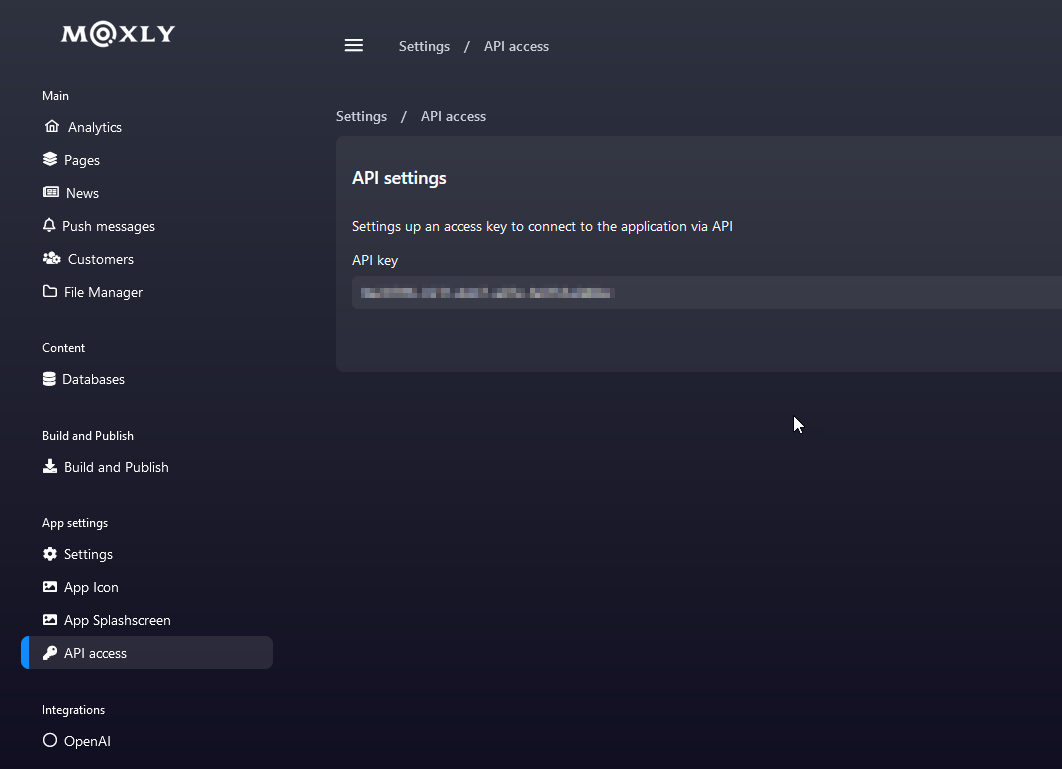 M@XLY
Settings / API access
Main
Analytics
Pages
News
Push messages
Customers
File Manager
Content
Databases
Build and Publish
Build and Publish
App settings
Settings
App Icon
App Splashscreen
API access
Integrations
OpenAI
Settings / API access
API settings
Settings up an access key to connect to the application via API
API key